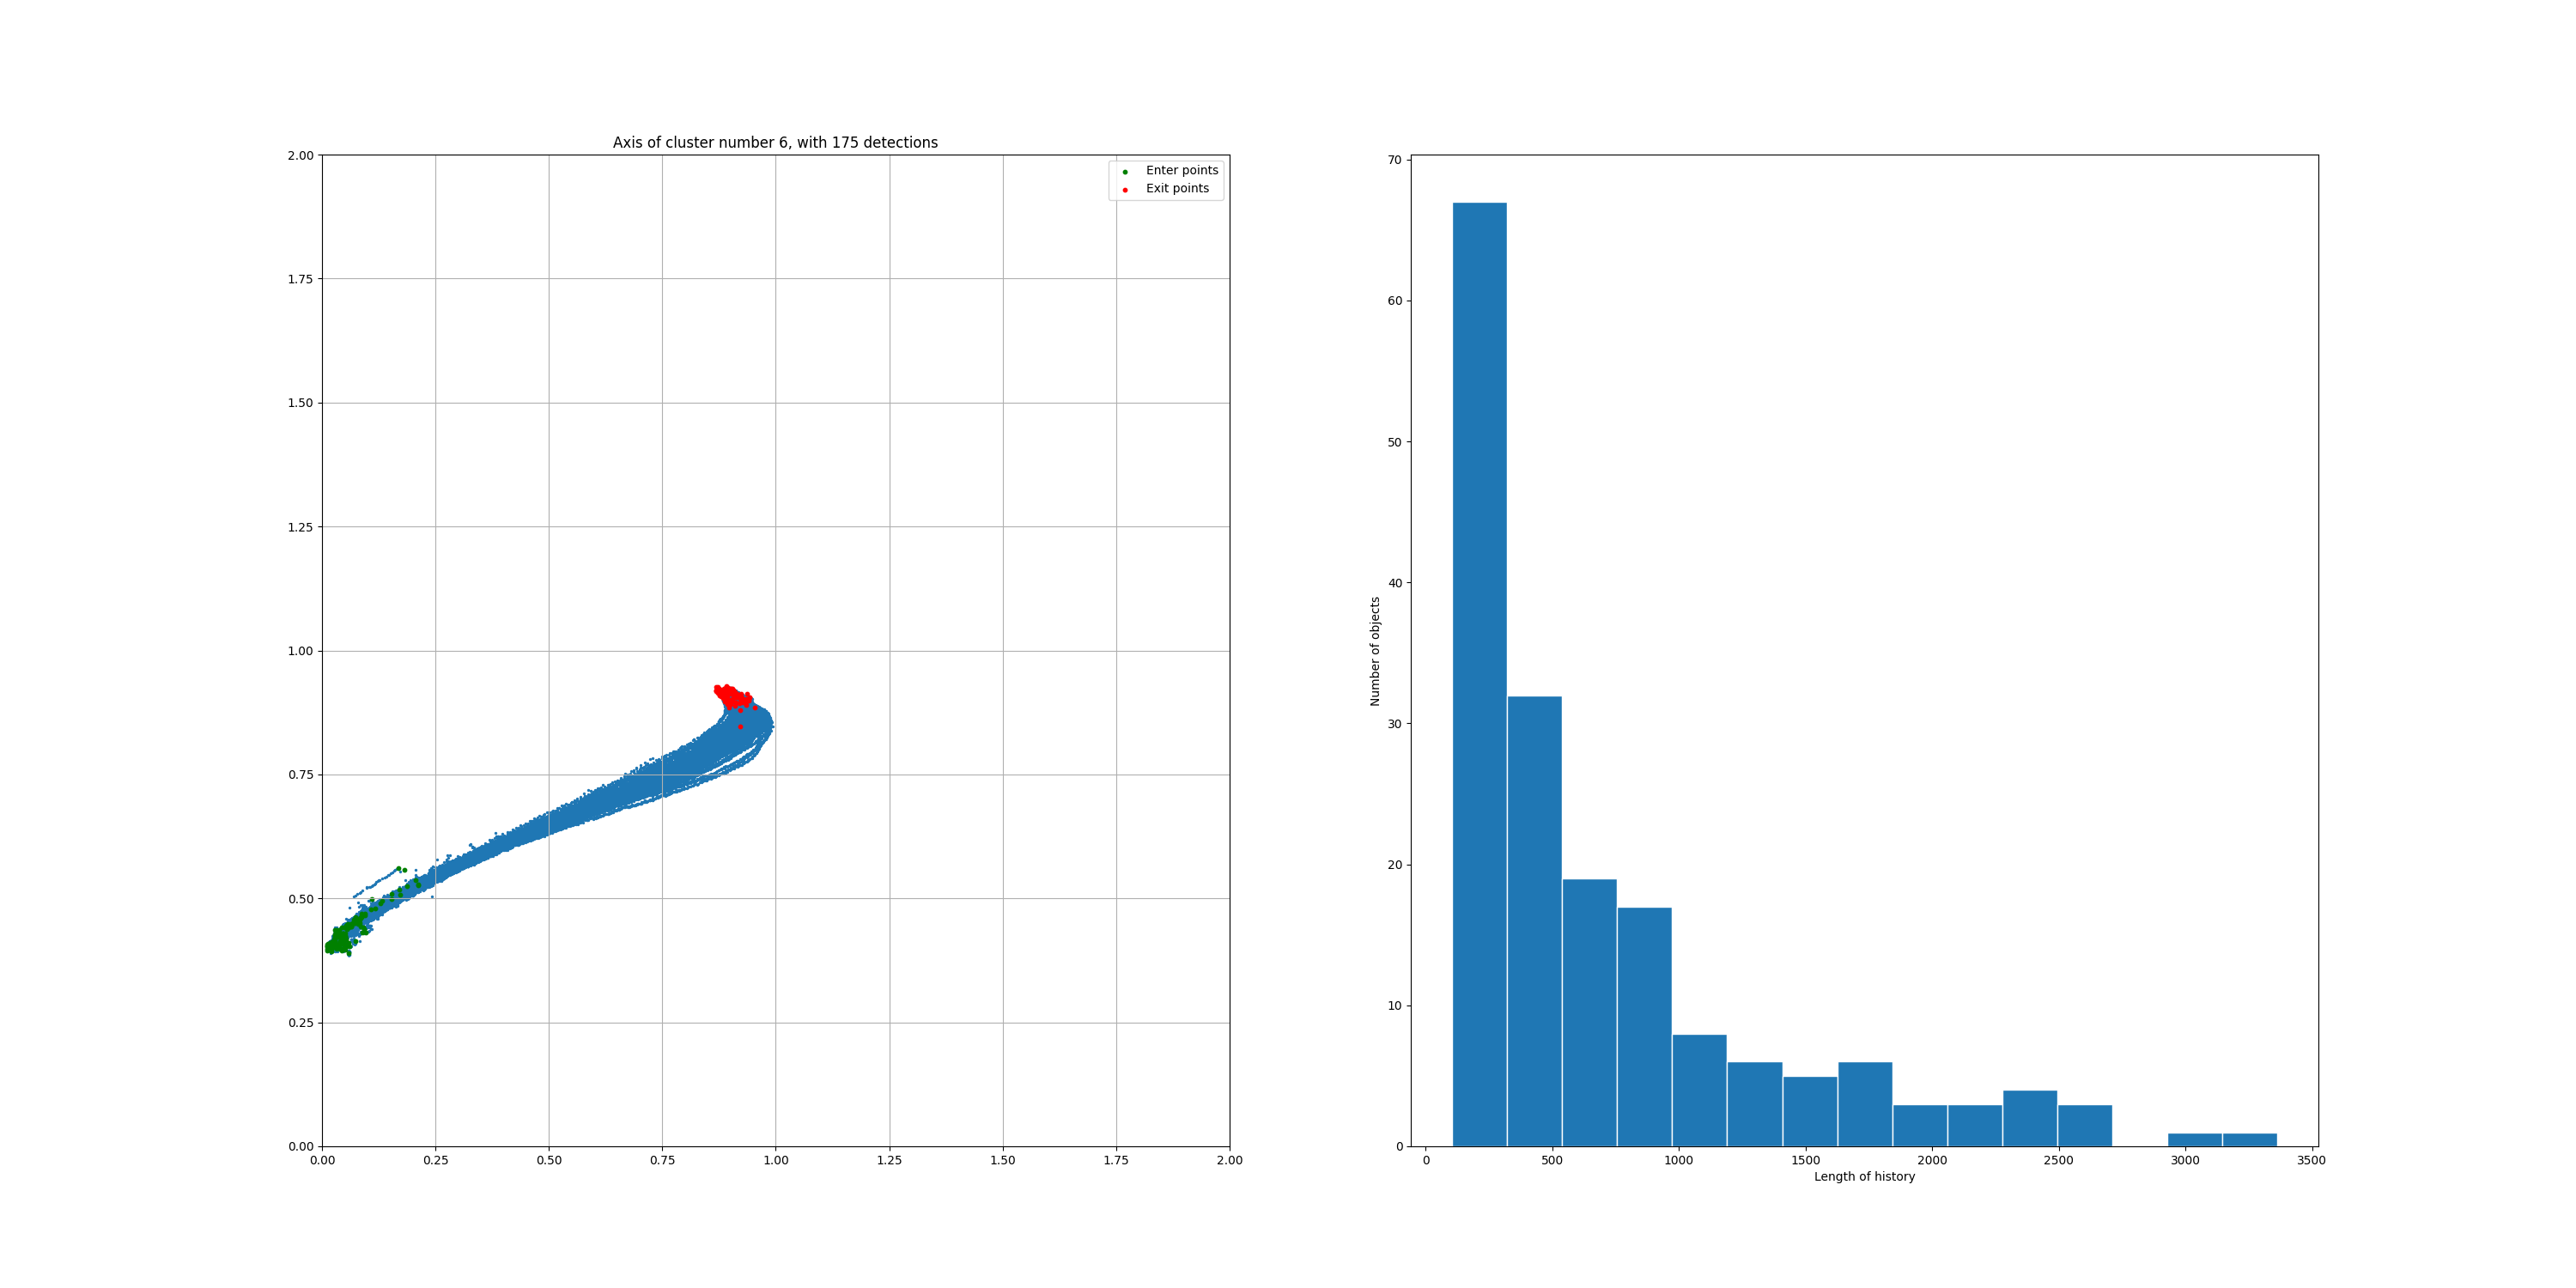 Axis of cluster number 6, with 175 detections
Enter points
Exit points
2.00
1.75
1.50
1.25
1.00
0.75
0.50
0.25
0.00
0.00 0.25 0.50 0.75 1.00 1.25 1.50 1.75 2.00
70
60
50
40
30
20
10
0
Number of objects
0 500 1000 1500 2000 2500 3000 3500
Length of history